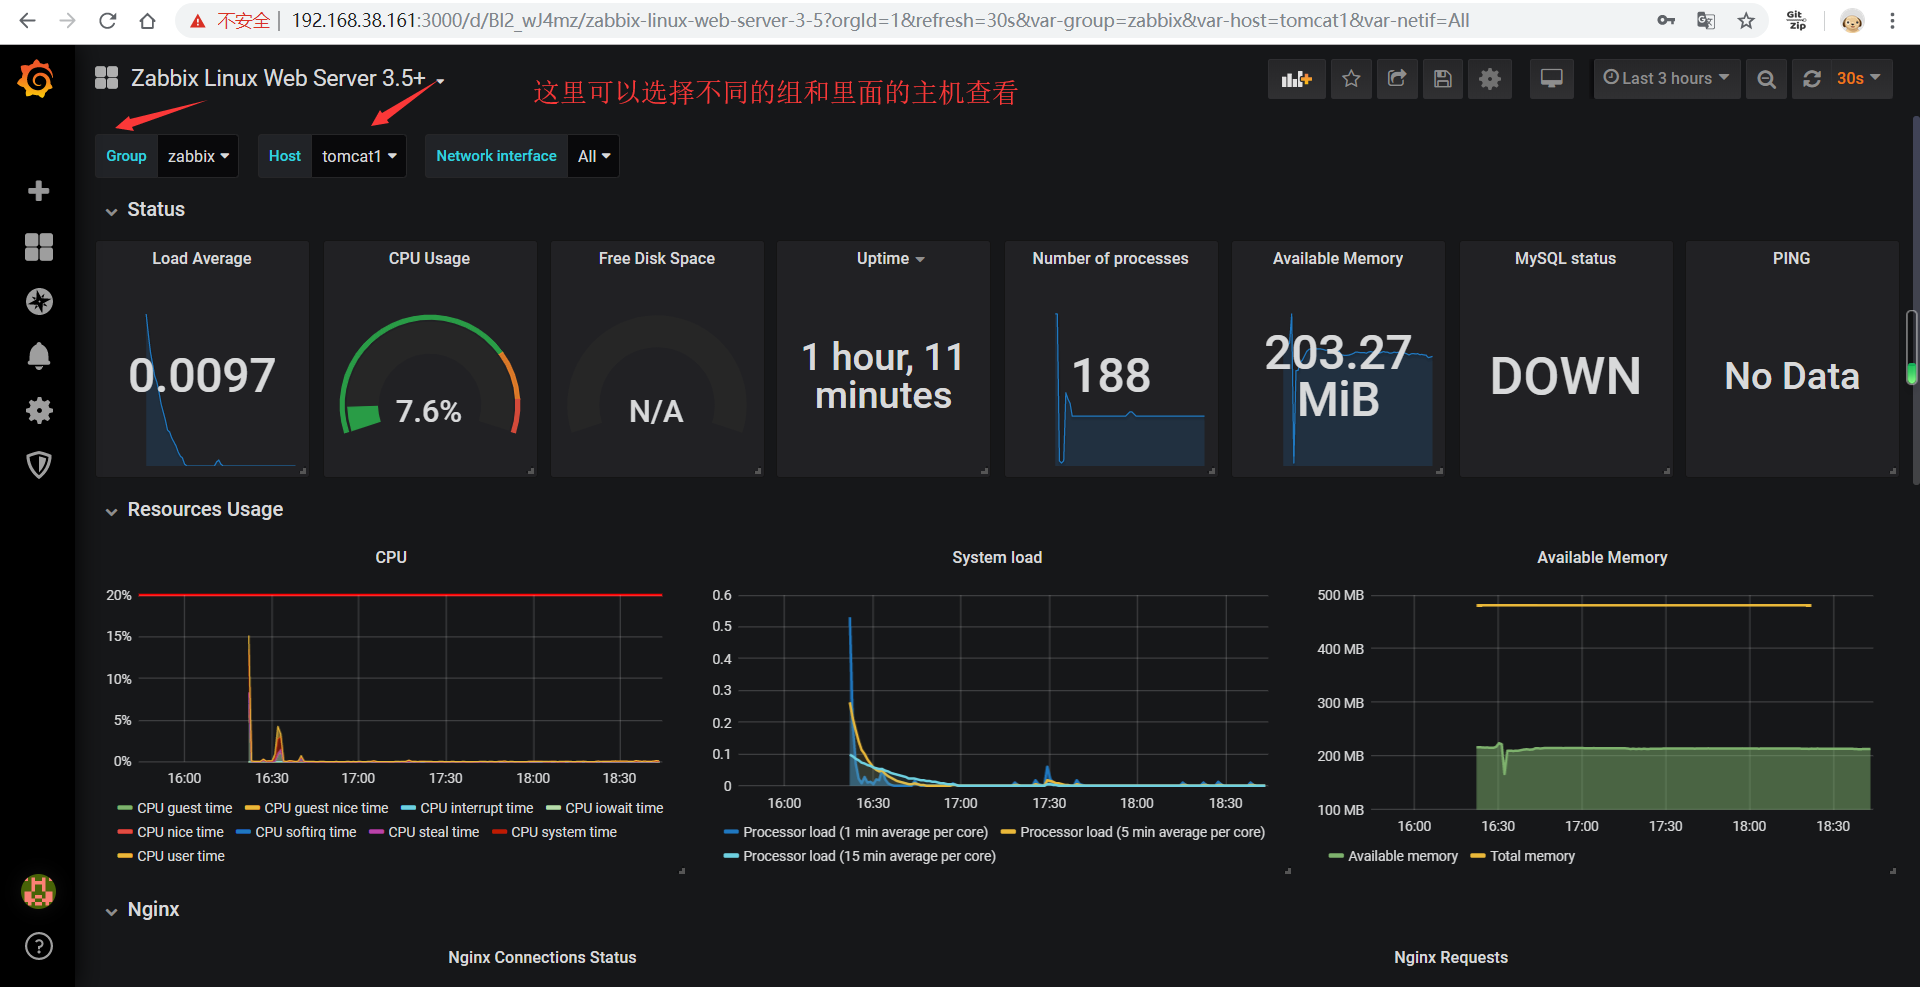 不安全 | 192.168.38.161:3000/d/BI2_wJ4mz/zabbix-linux-web-server-3-5?orgId=1&refresh=30s&var-group=zabbix&var-host=tomcat1&var-netif=All
Git Zip
Zabbix Linux Web Server 3.5+
这里可以选择不同的组和里面的主机查看
Last 3 hours
30s
Group zabbix Host tomcat1 Network interface All
Status
Load Average
CPU Usage
Free Disk Space
Uptime
Number of processes
Available Memory
MySQL status
PING
0.0097
7.6%
N/A
1 hour, 11
minutes
188
203.27
MiB
DOWN
No Data
Resources Usage
CPU
20%
15%
10%
5%
0%
16:00 16:30 17:00 17:30 18:00 18:30
CPU guest time CPU guest nice time CPU interrupt time CPU iowait time
CPU nice time CPU softirq time CPU steal time CPU system time
CPU user time
System load
0.6
0.5
0.4
0.3
0.2
0.1
0
16:00 16:30 17:00 17:30 18:00 18:30
Processor load (1 min average per core) Processor load (5 min average per core)
Processor load (15 min average per core)
Available Memory
500 MB
400 MB
300 MB
200 MB
100 MB
16:00 16:30 17:00 17:30 18:00 18:30
Available memory Total memory
Nginx
Nginx Connections Status
Nginx Requests